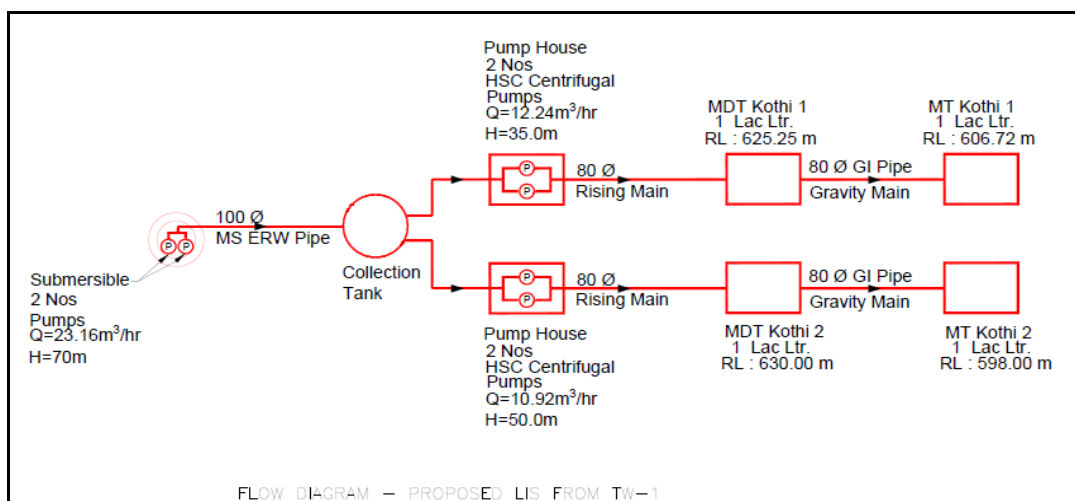 Pump House
2 Nos
HSC Centrifugal
Pumps
Q=12.24m³/hr
H=35.0m
MDT Kothi 1
1 Lac Ltr.
RL : 625.25 m
MT Kothi 1
1 Lac Ltr.
RL : 606.72 m
P
P
80 Ø
Rising Main
80 Ø GI Pipe
Gravity Main
100 Ø
MS ERW Pipe
P
P
Submersible
2 Nos
Pumps
Q=23.16m³/hr
H=70m
Collection
Tank
P
P
80 Ø
Rising Main
80 Ø GI Pipe
Gravity Main
Pump House
2 Nos
HSC Centrifugal
Pumps
Q=10.92m³/hr
H=50.0m
MDT Kothi 2
1 Lac Ltr.
RL : 630.00 m
MT Kothi 2
1 Lac Ltr.
RL : 598.00 m
FLOW DIAGRAM – PROPOSED LIS FROM TW-1